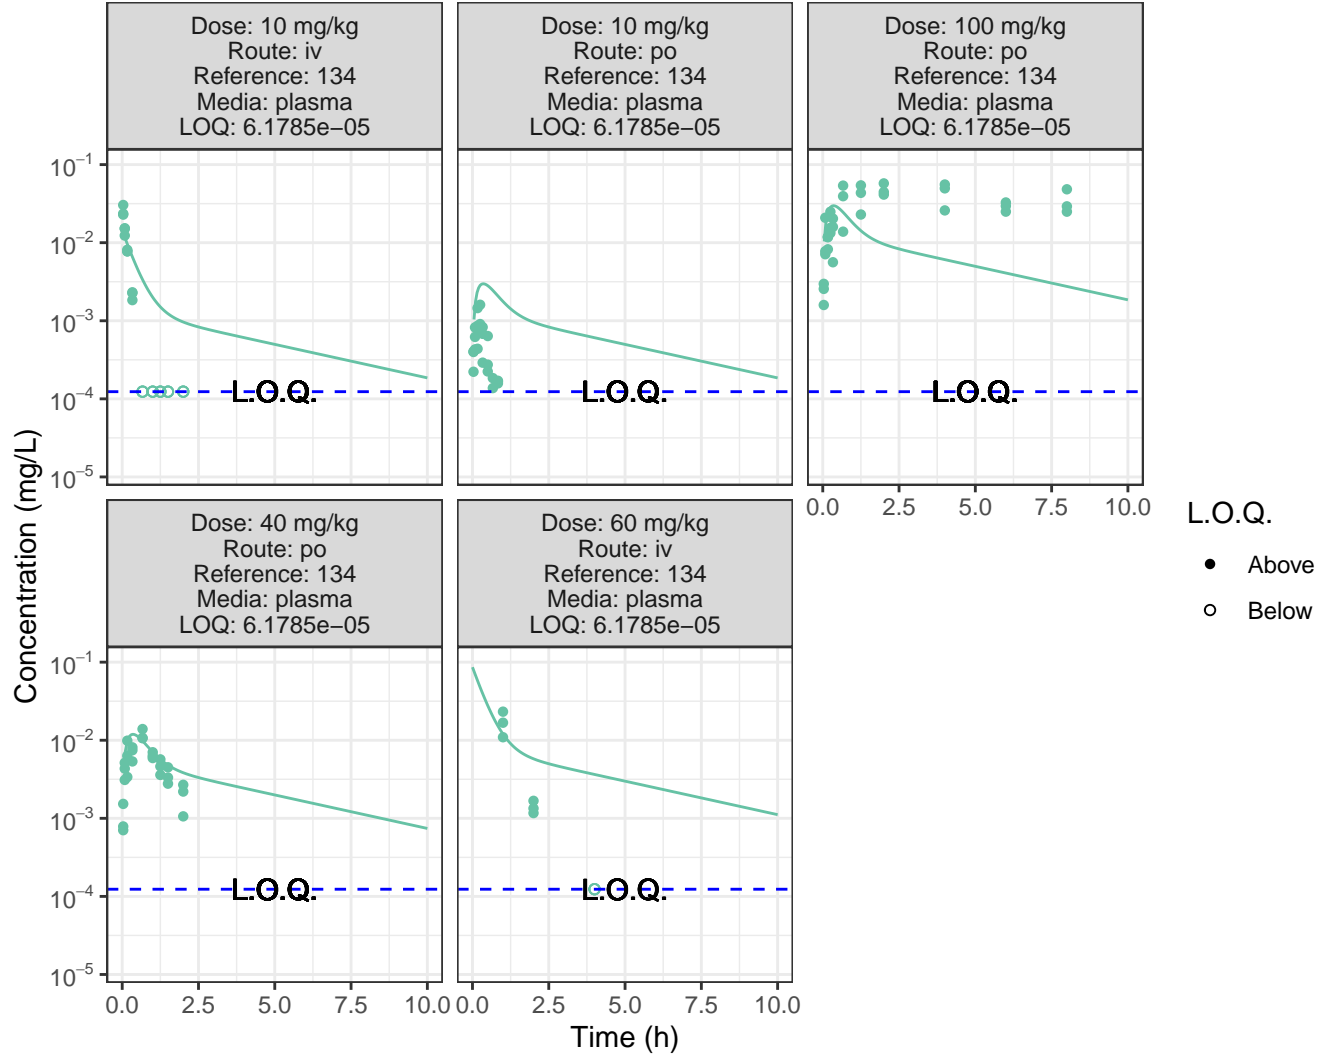 Dose: 10 mg/kg
Route: iv
Reference: 134
Media: plasma
LOQ: 6.1785e−05
Dose: 10 mg/kg
Route: po
Reference: 134
Media: plasma
LOQ: 6.1785e−05
Dose: 100 mg/kg
Route: po
Reference: 134
Media: plasma
LOQ: 6.1785e−05
10⁻¹
10⁻²
10⁻³
10⁻⁴
10⁻⁵
L.O.Q.
L.O.Q.
L.O.Q.
0.0 2.5 5.0 7.5 10.0
Dose: 40 mg/kg
Route: po
Reference: 134
Media: plasma
LOQ: 6.1785e−05
Dose: 60 mg/kg
Route: iv
Reference: 134
Media: plasma
LOQ: 6.1785e−05
10⁻¹
10⁻²
10⁻³
10⁻⁴
10⁻⁵
L.O.Q.
L.O.Q.
0.0 2.5 5.0 7.5 10.0
0.0 2.5 5.0 7.5 10.0
Time (h)
Concentration (mg/L)
L.O.Q.
Above
Below